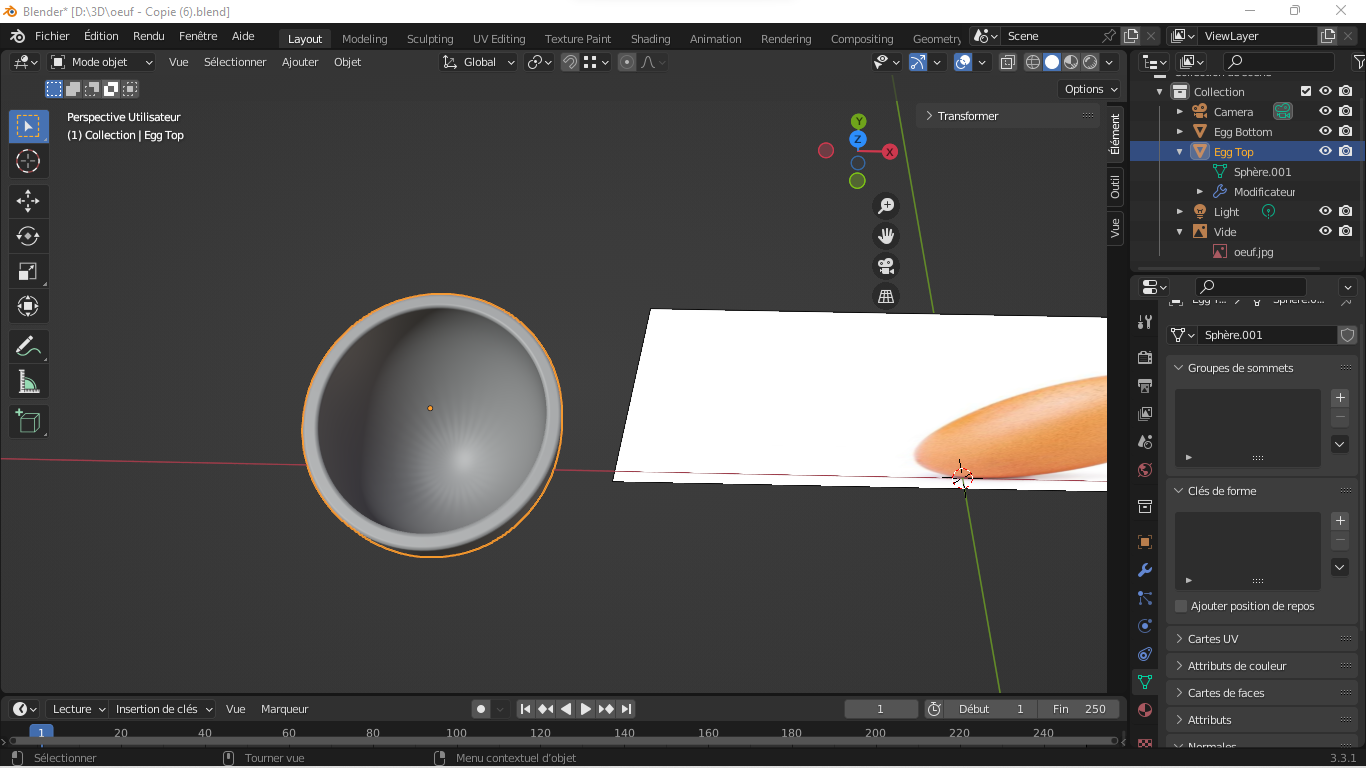 Blender* [D:\3D\oeuf - Copie (6).blend]
Fichier Édition Rendu Fenêtre Aide Layout Modeling Sculpting UV Editing Texture Paint Shading Animation Rendering Compositing Geometry Scene ViewLayer
Mode objet Vue Sélectionner Ajouter Objet Global
Options
Perspective Utilisateur
(1) Collection | Egg Top
Transformer
Y
Z
X
Élément
Outil
Vue
Collection
Camera
Egg Bottom
Egg Top
Sphère.001
Modificateur
Light
Vide
oeuf.jpg
Sphère.001
Groupes de sommets
Clés de forme
Ajouter position de repos
Cartes UV
Attributs de couleur
Cartes de faces
Attributs
Normales
Lecture Insertion de clés Vue Marqueur 1 Début 1 Fin 250
1 20 40 60 80 100 120 140 160 180 200 220 240
Sélectionner Tourner vue Menu contextuel d'objet 3.3.1